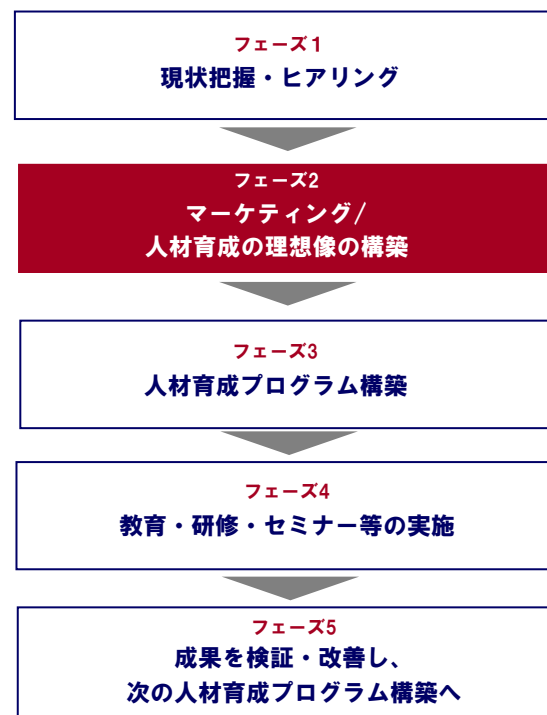 フェーズ1
現状把握・ヒアリング
フェーズ2
マーケティング/
人材育成の理想像の構築
フェーズ3
人材育成プログラム構築
フェーズ4
教育・研修・セミナー等の実施
フェーズ5
成果を検証・改善し、
次の人材育成プログラム構築へ